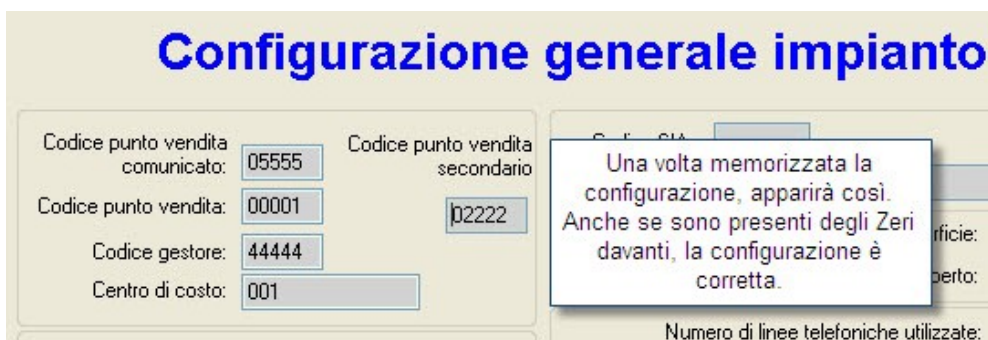 Configurazione generale impianto
Codice punto vendita
comunicato:
05555
Codice punto vendita
secondario
Codice punto vendita:
00001
02222
Codice gestore:
44444
Centro di costo:
001
Una volta memorizzata la
configurazione, apparirà così.
Anche se sono presenti degli Zeri
davanti, la configurazione è
corretta.
Numero di linee telefoniche utilizzate: